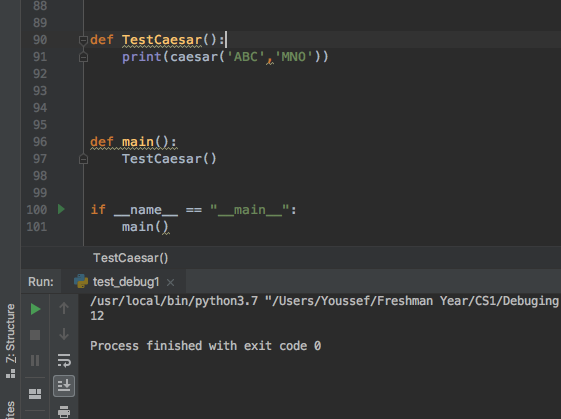 88
89
90 def TestCaesar():
91 print(caesar('ABC','MNO'))
92
93
94
95
96 def main():
97 TestCaesar()
98
99
100 if __name__ == "__main__":
101 main()
TestCaesar()
Run: test_debug1 ×
/usr/local/bin/python3.7 "/Users/Youssef/Freshman Year/CS1/Debuging
12
Process finished with exit code 0
7: Structure